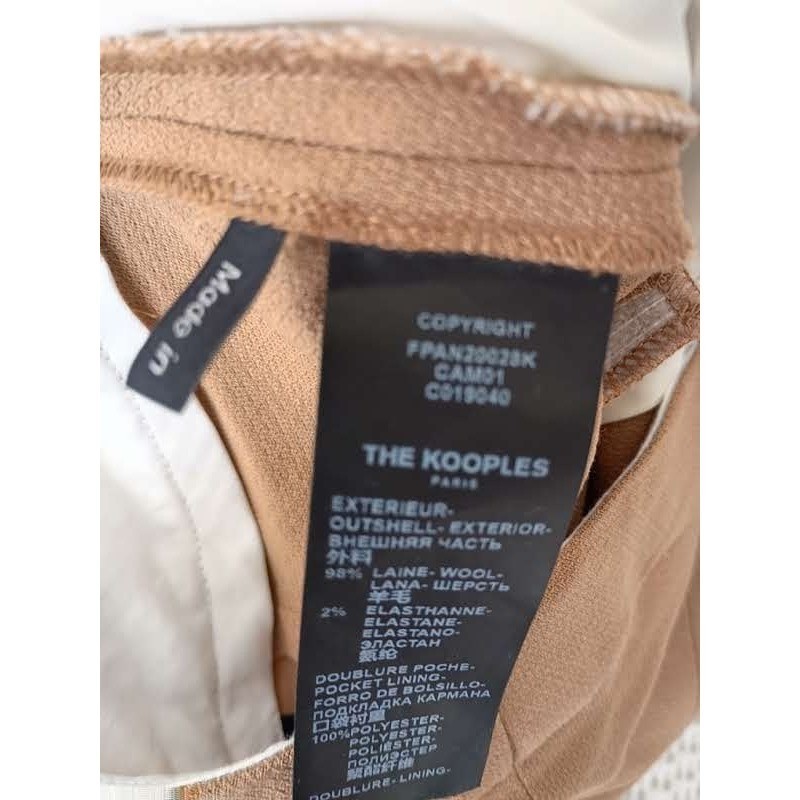 Made in
COPYRIGHT
FPAN20028K
CAM01
C019040
THE KOOPLES
PARIS
EXTERIEUR-
OUTSHELL- EXTERIOR-
ВНЕШНЯЯ ЧАСТЬ
外料
98% LAINE- WOOL-
LANA- ШЕРСТЬ
羊毛
2% ELASTHANNE-
ELASTANE-
ELASTANO-
ЭЛАСТАН
氨纶
DOUBLURE POCHE-
POCKET LINING-
FORRO DE BOLSILLO-
ПОДКЛАДКА КАРМАНА
口袋衬里
100%POLYESTER-
POLYESTER-
POLIESTER-
ПОЛИЭСТЕР
聚酯纤维
DOUBLURE- LINING-